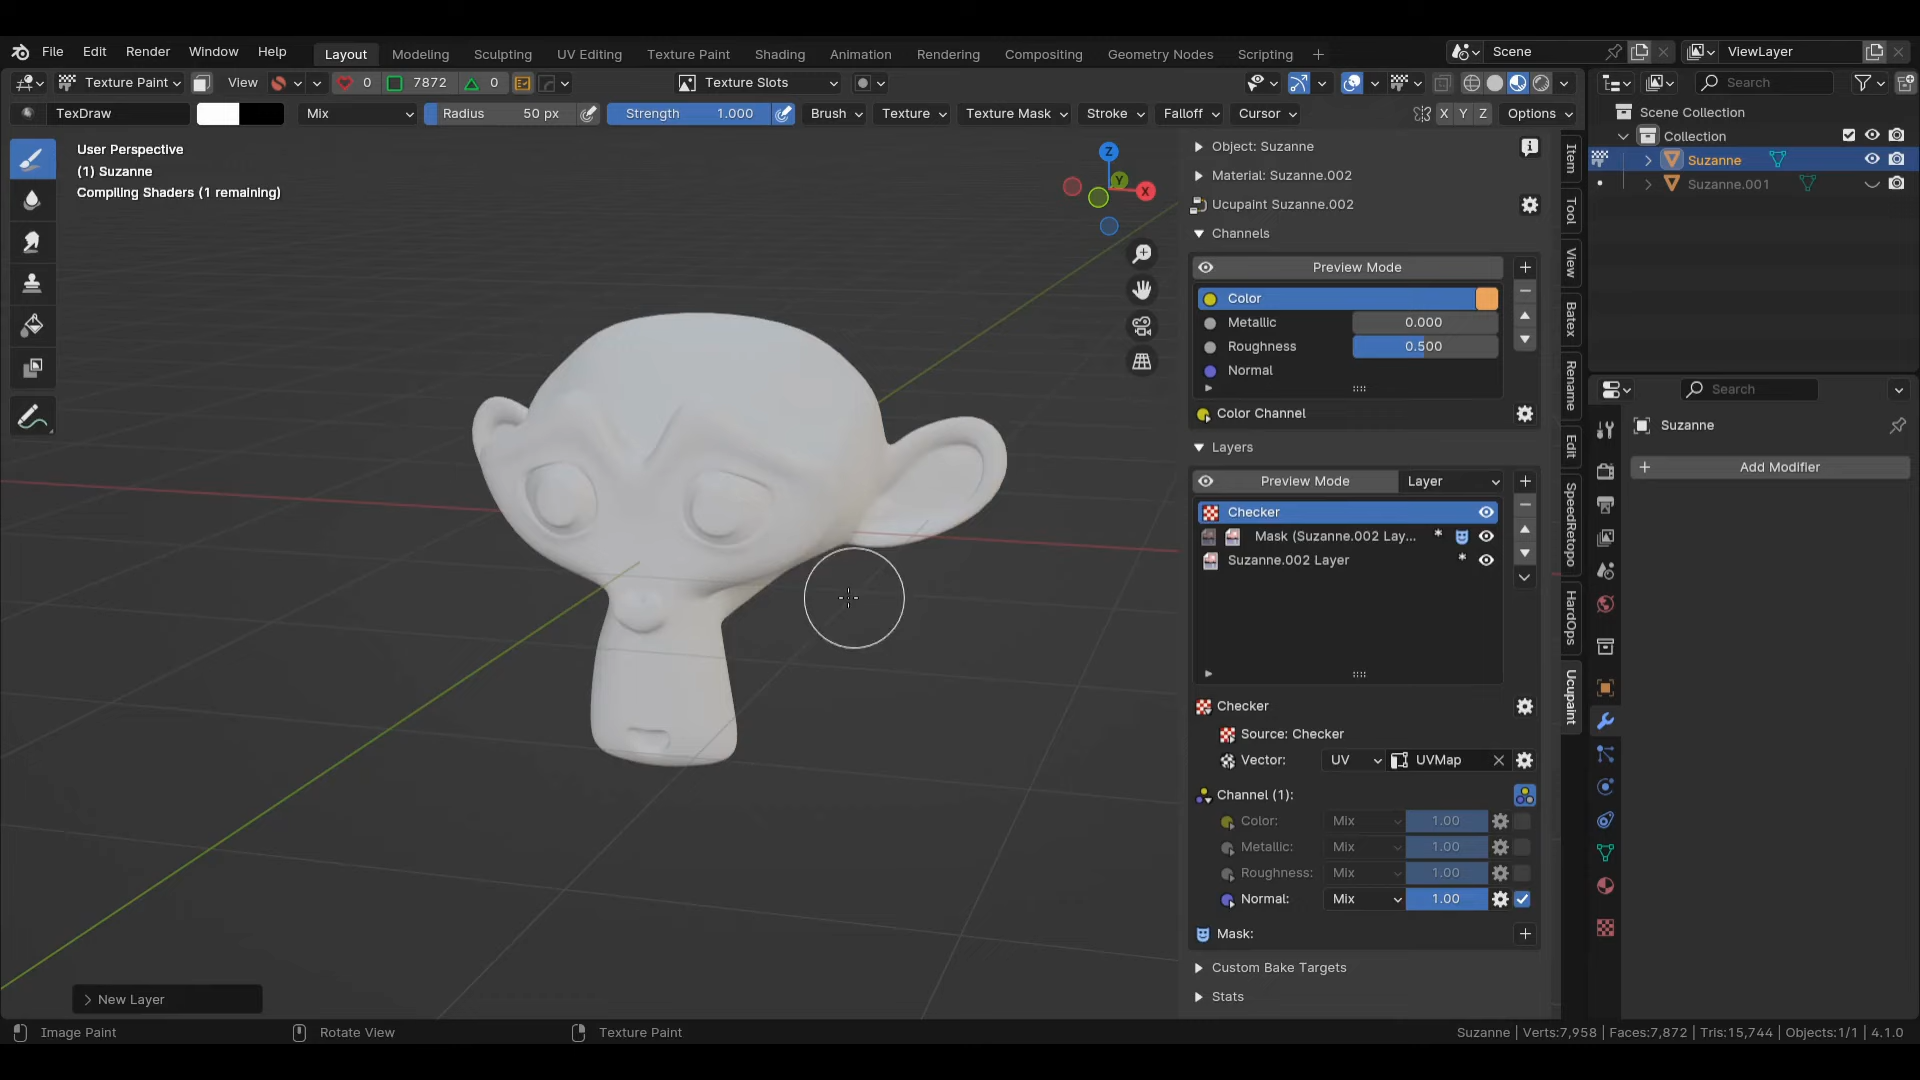 File Edit Render Window Help Layout Modeling Sculpting UV Editing Texture Paint Shading Animation Rendering Compositing Geometry Nodes Scripting + Scene ViewLayer
Texture Paint View 0 7872 0 Texture Slots Search
TexDraw Mix Radius 50 px Strength 1.000 Brush Texture Texture Mask Stroke Falloff Cursor X Y Z Options
Scene Collection
Collection
Suzanne
Suzanne.001
User Perspective
(1) Suzanne
Compiling Shaders (1 remaining)
Z
Y
X
Object: Suzanne
Material: Suzanne.002
Ucupaint Suzanne.002
Channels
Preview Mode
Color
Metallic 0.000
Roughness 0.500
Normal
Color Channel
Layers
Preview Mode Layer
Checker
Mask (Suzanne.002 Lay... *
Suzanne.002 Layer *
Checker
Source: Checker
Vector: UV UVMap
Channel (1):
Color: Mix 1.00
Metallic: Mix 1.00
Roughness: Mix 1.00
Normal: Mix 1.00
Mask:
Custom Bake Targets
Stats
Item
Tool
View
Batex
Rename
Edit
SpeedRetopo
HardOps
Ucupaint
Search
Suzanne
Add Modifier
New Layer
Image Paint Rotate View Texture Paint Suzanne | Verts:7,958 | Faces:7,872 | Tris:15,744 | Objects:1/1 | 4.1.0